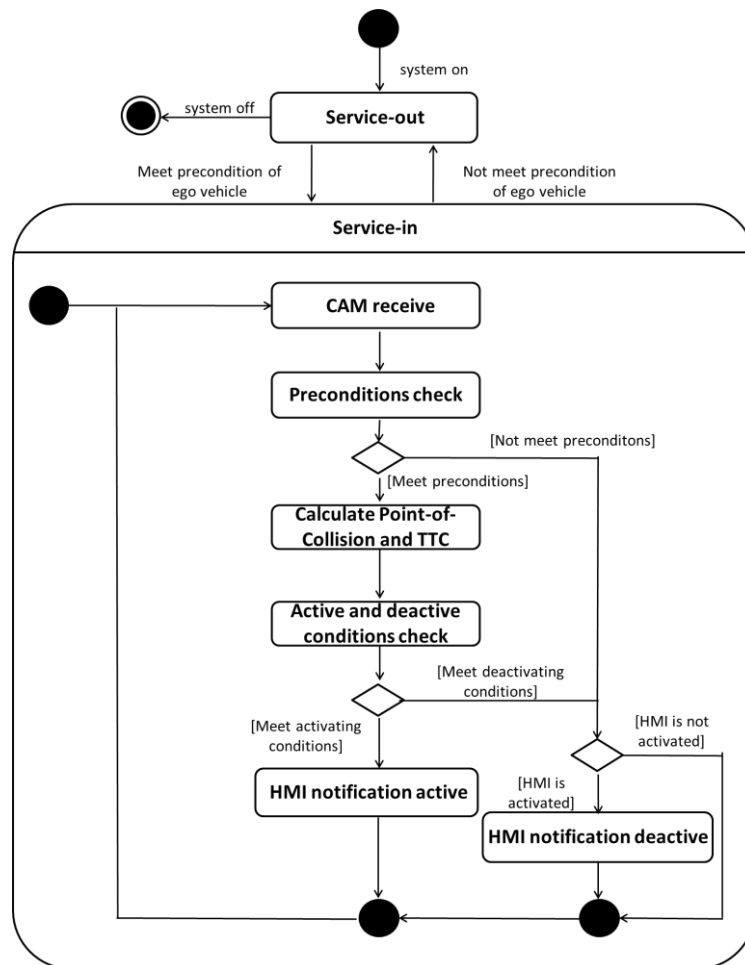 system on
system off
Service-out
Meet precondition of
ego vehicle
Not meet precondition
of ego vehicle
Service-in
CAM receive
Preconditions check
[Not meet preconditons]
[Meet preconditions]
Calculate Point-of-
Collision and TTC
Active and deactive
conditions check
[Meet deactivating
conditions]
[Meet activating
conditions]
[HMI is not
activated]
HMI notification active
[HMI is
activated]
HMI notification deactive